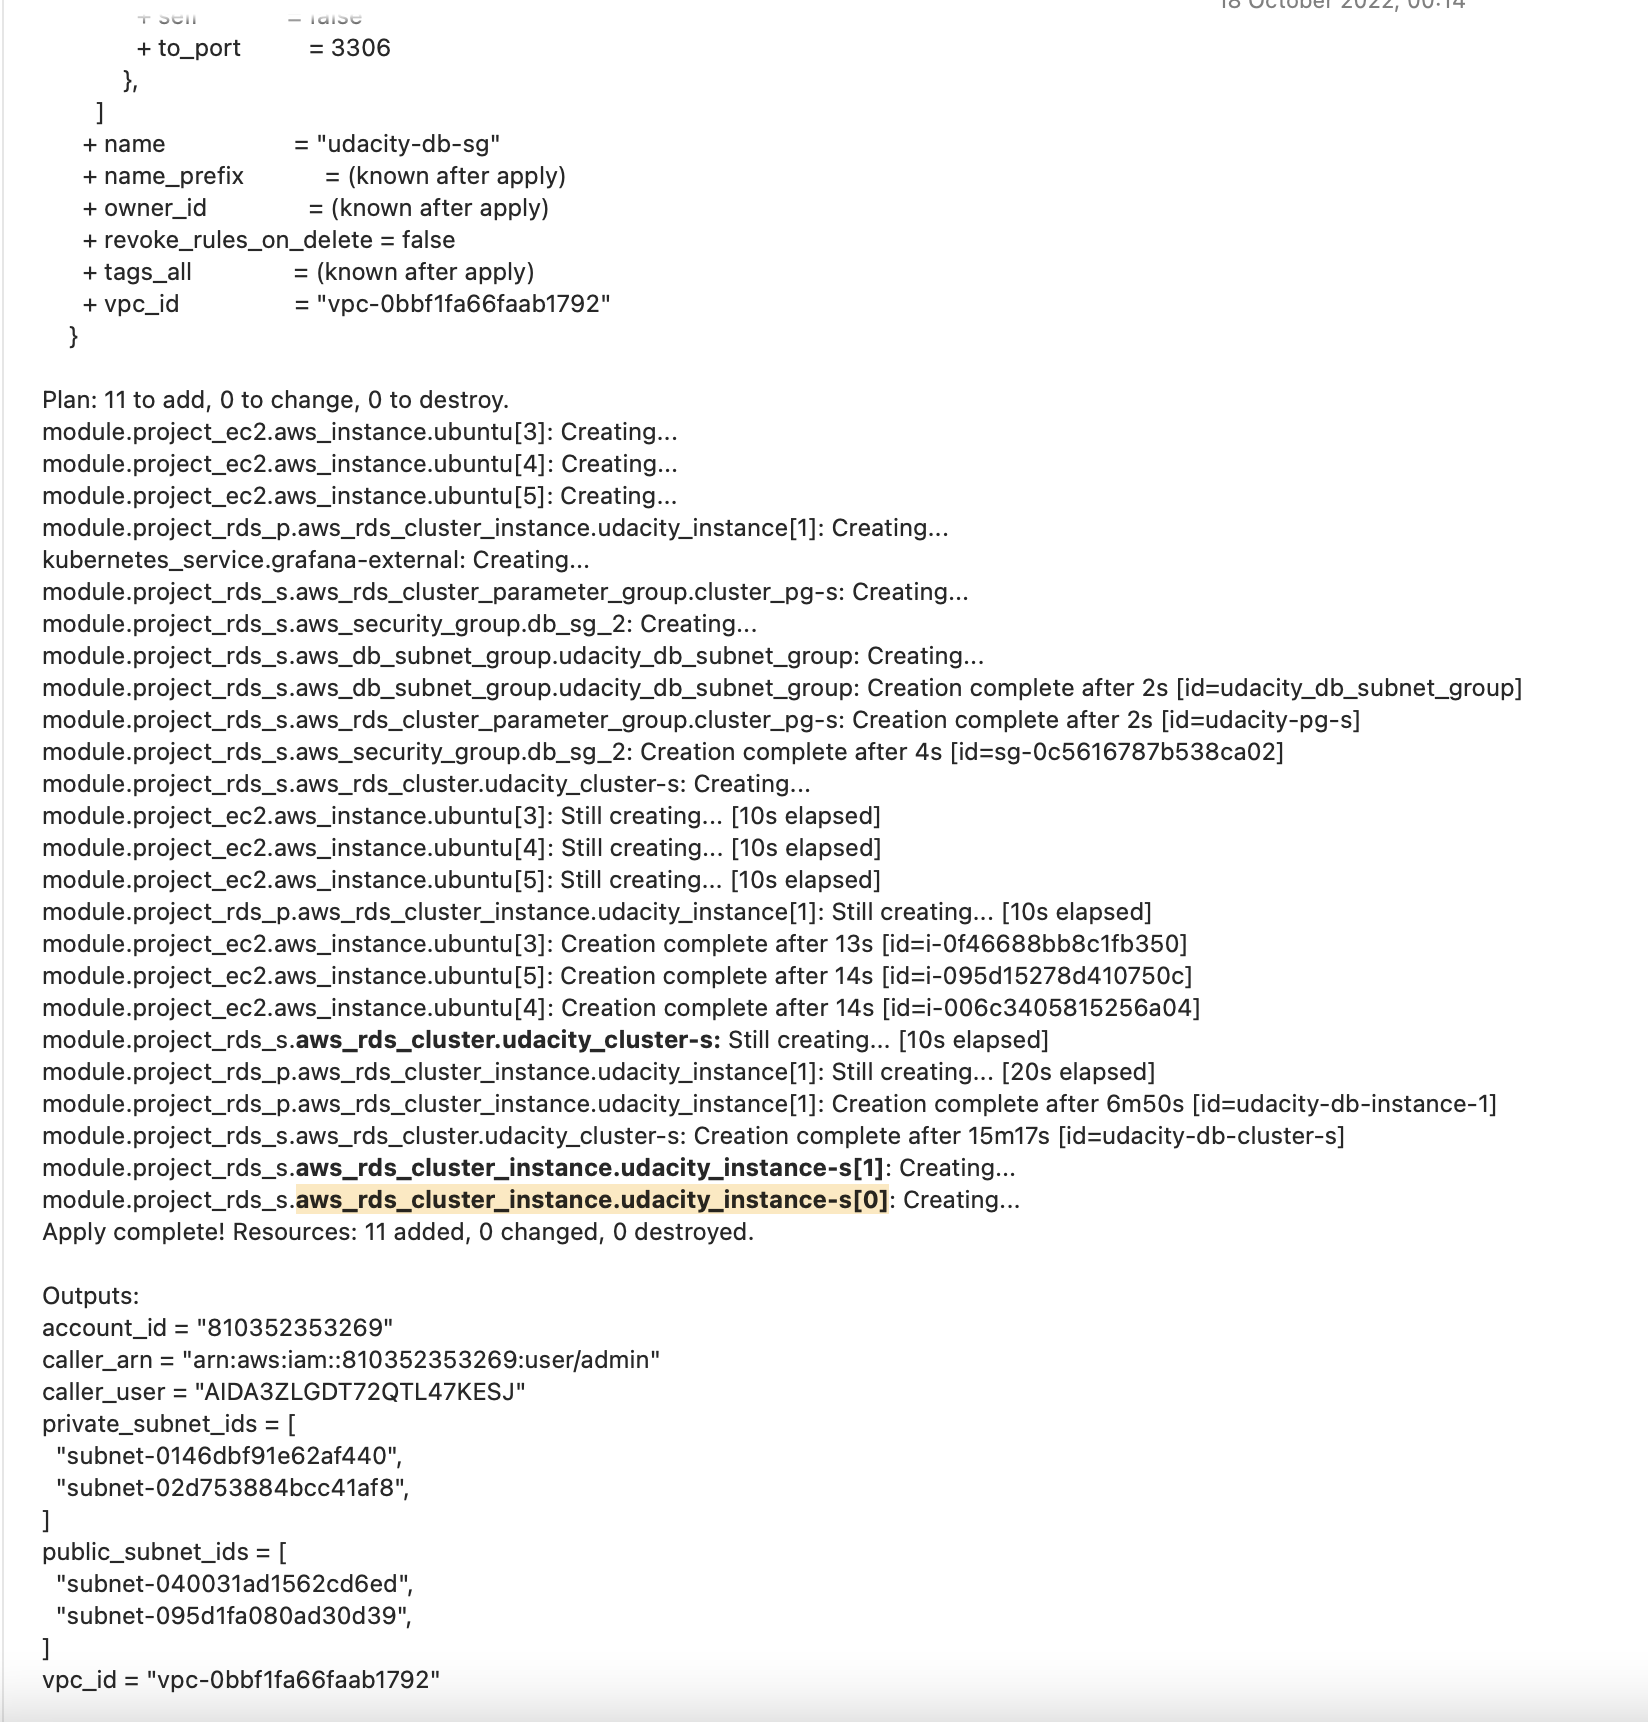 18 October 2022, 00:14
+ self = false
+ to_port = 3306
},
]
+ name = "udacity-db-sg"
+ name_prefix = (known after apply)
+ owner_id = (known after apply)
+ revoke_rules_on_delete = false
+ tags_all = (known after apply)
+ vpc_id = "vpc-0bbf1fa66faab1792"
}
Plan: 11 to add, 0 to change, 0 to destroy.
module.project_ec2.aws_instance.ubuntu[3]: Creating...
module.project_ec2.aws_instance.ubuntu[4]: Creating...
module.project_ec2.aws_instance.ubuntu[5]: Creating...
module.project_rds_p.aws_rds_cluster_instance.udacity_instance[1]: Creating...
kubernetes_service.grafana-external: Creating...
module.project_rds_s.aws_rds_cluster_parameter_group.cluster_pg-s: Creating...
module.project_rds_s.aws_security_group.db_sg_2: Creating...
module.project_rds_s.aws_db_subnet_group.udacity_db_subnet_group: Creating...
module.project_rds_s.aws_db_subnet_group.udacity_db_subnet_group: Creation complete after 2s [id=udacity_db_subnet_group]
module.project_rds_s.aws_rds_cluster_parameter_group.cluster_pg-s: Creation complete after 2s [id=udacity-pg-s]
module.project_rds_s.aws_security_group.db_sg_2: Creation complete after 4s [id=sg-0c5616787b538ca02]
module.project_rds_s.aws_rds_cluster.udacity_cluster-s: Creating...
module.project_ec2.aws_instance.ubuntu[3]: Still creating... [10s elapsed]
module.project_ec2.aws_instance.ubuntu[4]: Still creating... [10s elapsed]
module.project_ec2.aws_instance.ubuntu[5]: Still creating... [10s elapsed]
module.project_rds_p.aws_rds_cluster_instance.udacity_instance[1]: Still creating... [10s elapsed]
module.project_ec2.aws_instance.ubuntu[3]: Creation complete after 13s [id=i-0f46688bb8c1fb350]
module.project_ec2.aws_instance.ubuntu[5]: Creation complete after 14s [id=i-095d15278d410750c]
module.project_ec2.aws_instance.ubuntu[4]: Creation complete after 14s [id=i-006c3405815256a04]
module.project_rds_s.aws_rds_cluster.udacity_cluster-s: Still creating... [10s elapsed]
module.project_rds_p.aws_rds_cluster_instance.udacity_instance[1]: Still creating... [20s elapsed]
module.project_rds_p.aws_rds_cluster_instance.udacity_instance[1]: Creation complete after 6m50s [id=udacity-db-instance-1]
module.project_rds_s.aws_rds_cluster.udacity_cluster-s: Creation complete after 15m17s [id=udacity-db-cluster-s]
module.project_rds_s.aws_rds_cluster_instance.udacity_instance-s[1]: Creating...
module.project_rds_s.aws_rds_cluster_instance.udacity_instance-s[0]: Creating...
Apply complete! Resources: 11 added, 0 changed, 0 destroyed.
Outputs:
account_id = "810352353269"
caller_arn = "arn:aws:iam::810352353269:user/admin"
caller_user = "AIDA3ZLGDT72QTL47KESJ"
private_subnet_ids = [
"subnet-0146dbf91e62af440",
"subnet-02d753884bcc41af8",
]
public_subnet_ids = [
"subnet-040031ad1562cd6ed",
"subnet-095d1fa080ad30d39",
]
vpc_id = "vpc-0bbf1fa66faab1792"